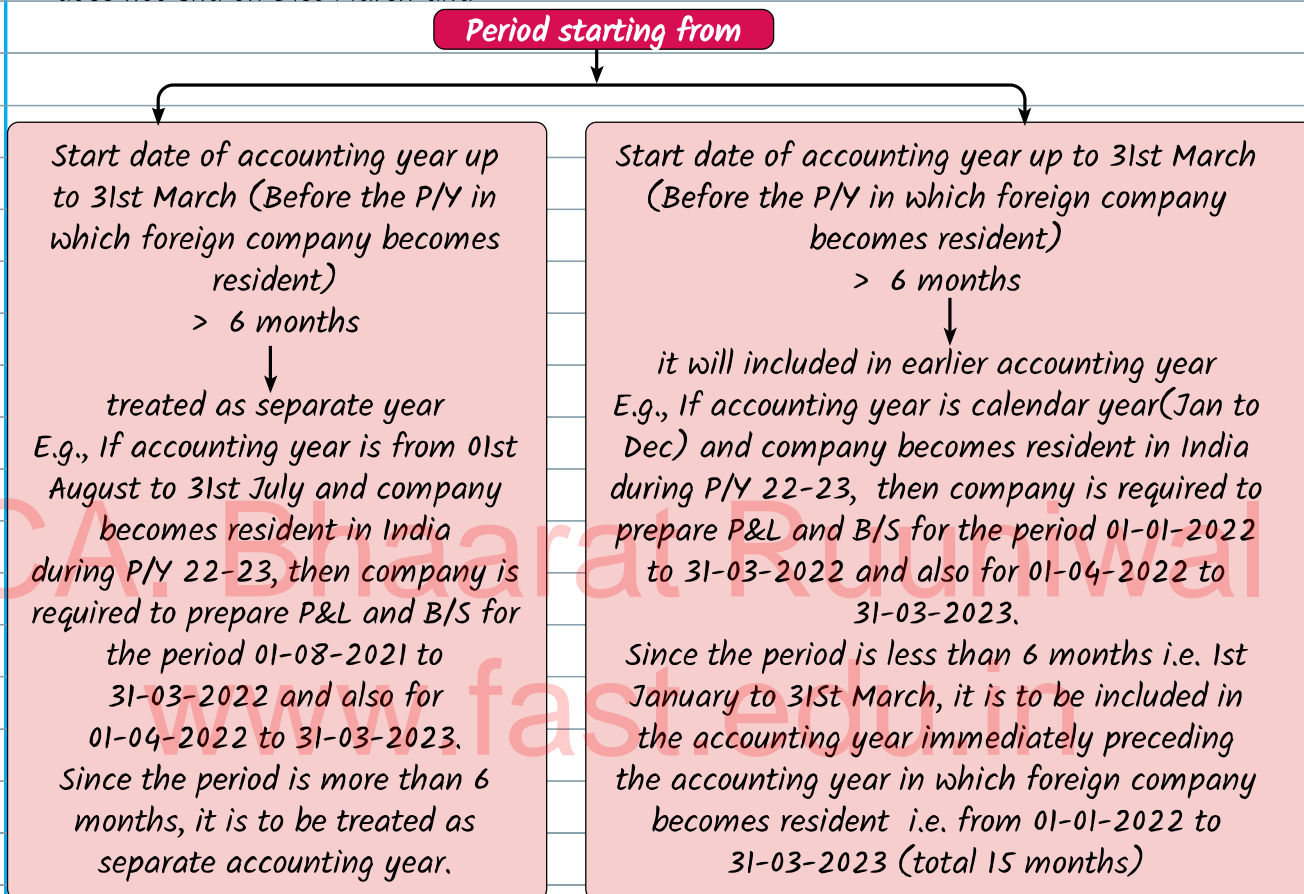 Period starting from
Start date of accounting year up
to 31st March (Before the P/Y in
which foreign company becomes
resident)
> 6 months
treated as separate year
E.g., If accounting year is from 01st
August to 31st July and company
becomes resident in India
during P/Y 22-23, then company is
required to prepare P&L and B/S for
the period 01-08-2021 to
31-03-2022 and also for
01-04-2022 to 31-03-2023.
Since the period is more than 6
months, it is to be treated as
separate accounting year.
Start date of accounting year up to 31st March
(Before the P/Y in which foreign company
becomes resident)
> 6 months
it will included in earlier accounting year
E.g., If accounting year is calendar year(Jan to
Dec) and company becomes resident in India
during P/Y 22-23, then company is required to
prepare P&L and B/S for the period 01-01-2022
to 31-03-2022 and also for 01-04-2022 to
31-03-2023.
Since the period is less than 6 months i.e. 1st
January to 31St March, it is to be included in
the accounting year immediately preceding
the accounting year in which foreign company
becomes resident i.e. from 01-01-2022 to
31-03-2023 (total 15 months)
CA. Bhaarat Ruuniwal
www.fast.edu.in